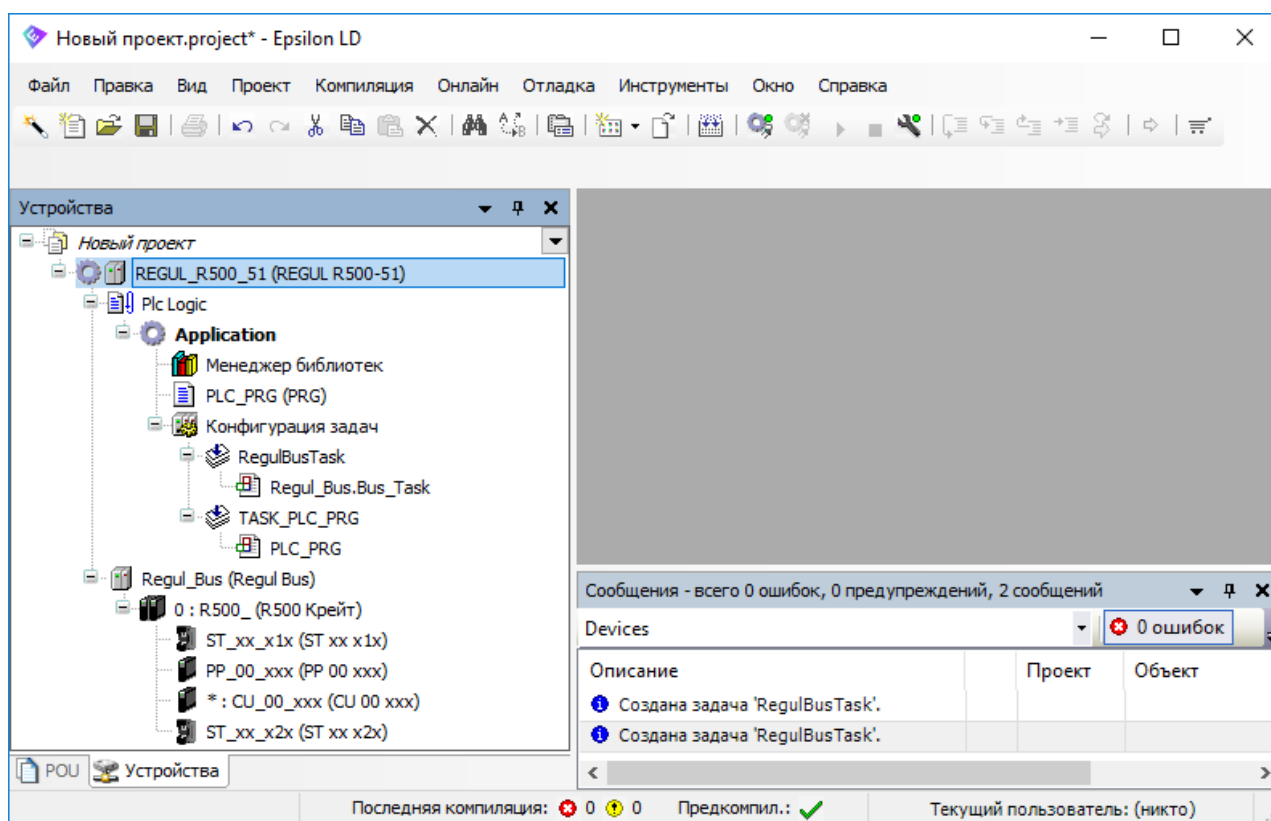 Новый проект.project* - Epsilon LD
Файл Правка Вид Проект Компиляция Онлайн Отладка Инструменты Окно Справка
Устройства
Новый проект
REGUL_R500_51 (REGUL R500-51)
Plc Logic
Application
Менеджер библиотек
PLC_PRG (PRG)
Конфигурация задач
RegulBusTask
Regul_Bus.Bus_Task
TASK_PLC_PRG
PLC_PRG
Regul_Bus (Regul Bus)
0 : R500_ (R500 Крейт)
ST_xx_x1x (ST xx x1x)
PP_00_xxx (PP 00 xxx)
* : CU_00_xxx (CU 00 xxx)
ST_xx_x2x (ST xx x2x)
POU Устройства
Сообщения - всего 0 ошибок, 0 предупреждений, 2 сообщений
Devices 0 ошибок
Описание Проект Объект
Создана задача 'RegulBusTask'.
Создана задача 'RegulBusTask'.
Последняя компиляция: 0 0 Предкомпил.: Текущий пользователь: (никто)